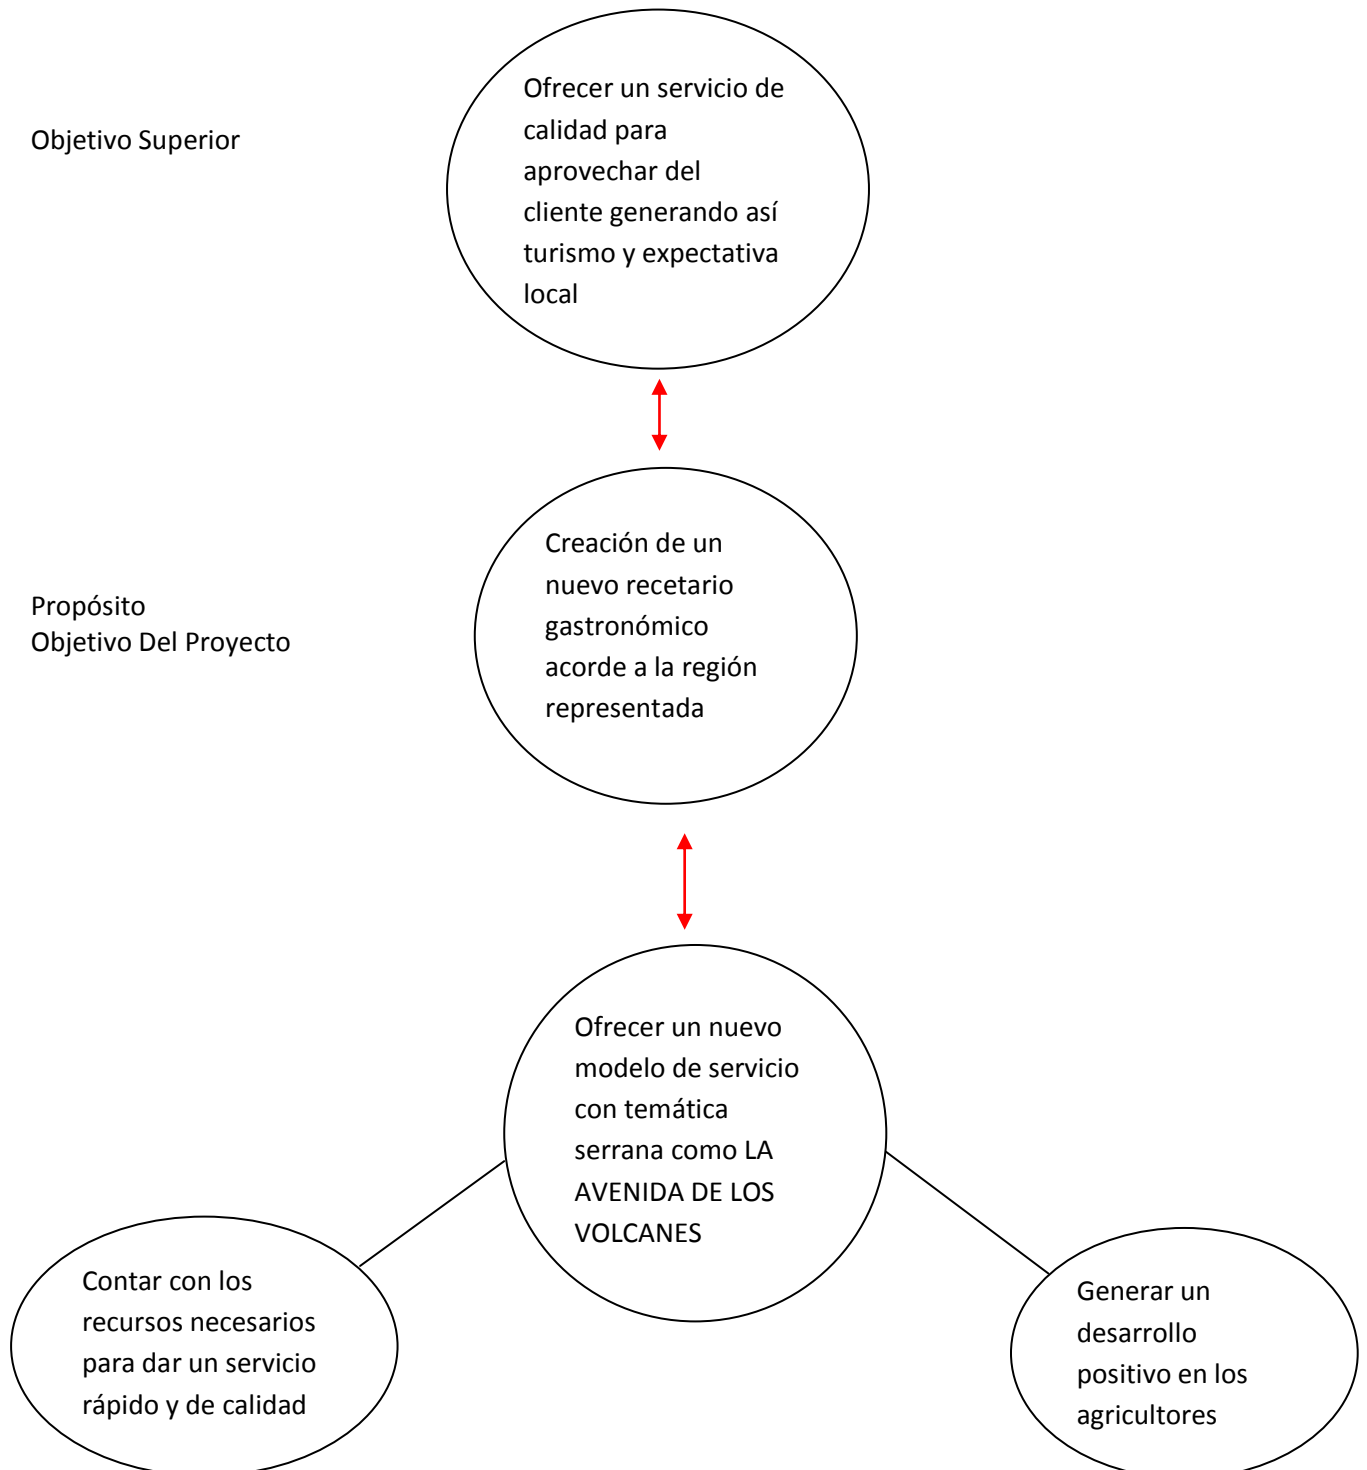 Objetivo Superior
Ofrecer un servicio de
calidad para
aprovechar del
cliente generando así
turismo y expectativa
local
Propósito
Objetivo Del Proyecto
Creación de un
nuevo recetario
gastronómico
acorde a la región
representada
Ofrecer un nuevo
modelo de servicio
con temática
serrana como LA
AVENIDA DE LOS
VOLCANES
Contar con los
recursos necesarios
para dar un servicio
rápido y de calidad
Generar un
desarrollo
positivo en los
agricultores